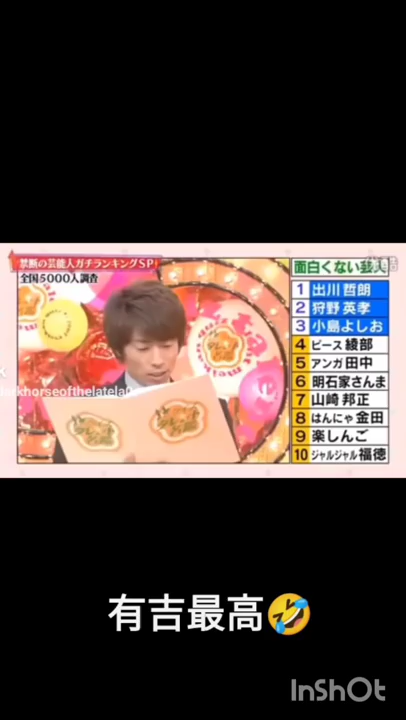 禁断の芸能人ガチランキングSP
全国5000人調査
面白くない芸人
1 出川 哲朗
2 狩野 英孝
3 小島よしお
4 ピース 綾部
5 アンガ 田中
6 明石家さんま
7 山崎 邦正
8 はんにゃ 金田
9 楽しんご
10 ジャルジャル 福徳
有吉最高🤣
InShOt